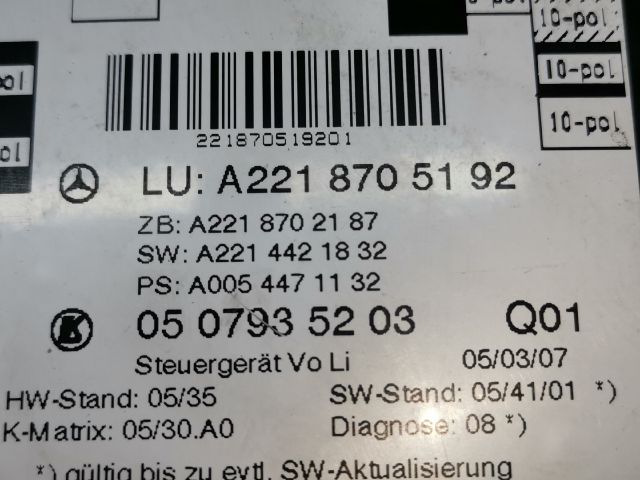 10-pol
10-pol
10-pol
221870519201
LU: A221 870 51 92
ZB: A221 870 21 87
SW: A221 442 18 32
PS: A005 447 11 32
05 0793 52 03 Q01
Steuergerät Vo Li 05/03/07
HW-Stand: 05/35 SW-Stand: 05/41/01 *)
K-Matrix: 05/30.A0 Diagnose: 08 *)
*) gültig bis zu evtl. SW-Aktualisierung